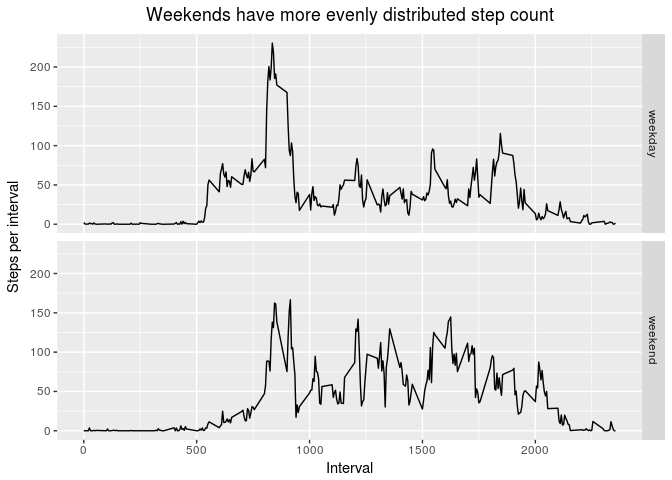 Weekends have more evenly distributed step count
Steps per interval
200
150
100
50
0
weekday
200
150
100
50
0
weekend
0 500 1000 1500 2000
Interval